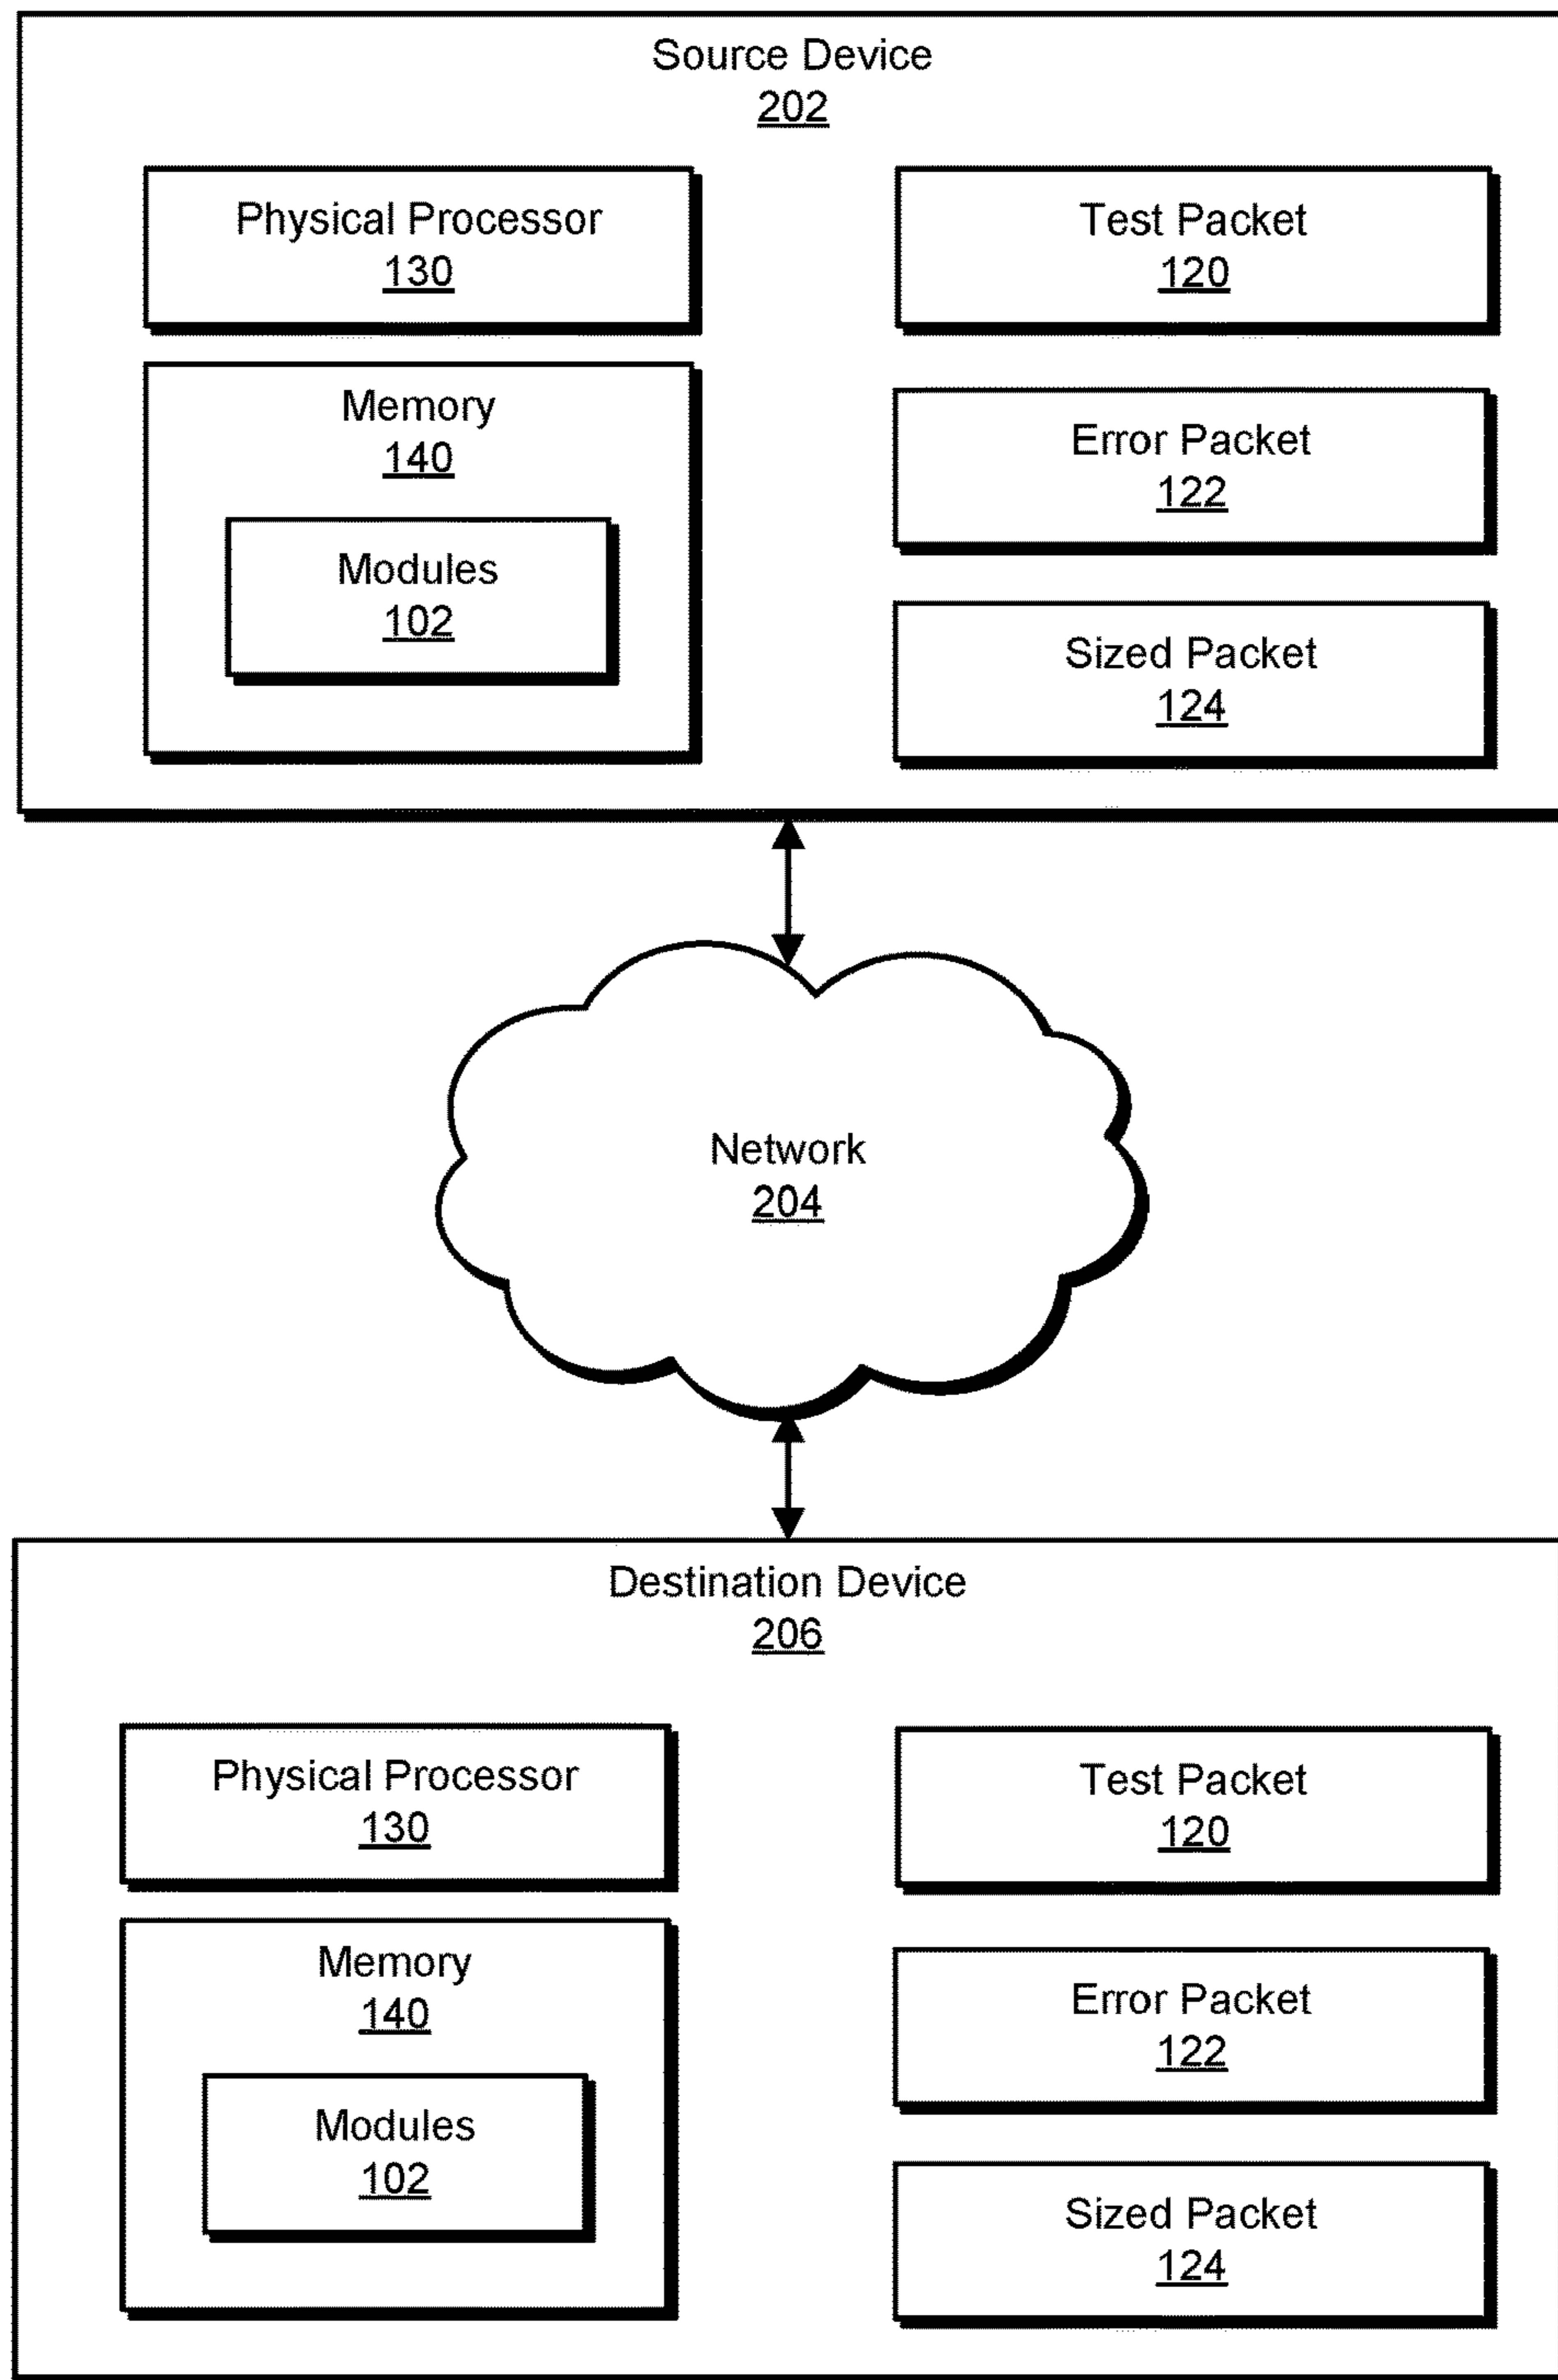 Source Device
202
Physical Processor
130
Memory
140
Modules
102
Test Packet
120
Error Packet
122
Sized Packet
124
Network
204
Destination Device
206
Physical Processor
130
Memory
140
Modules
102
Test Packet
120
Error Packet
122
Sized Packet
124